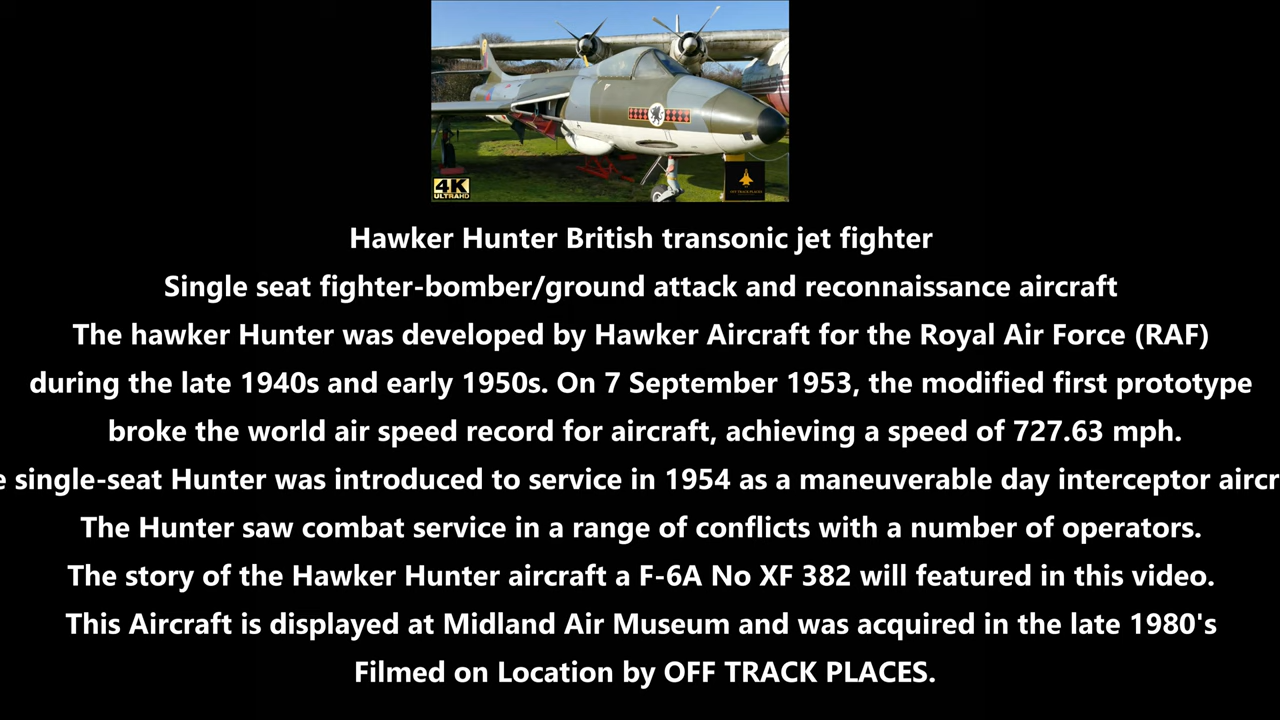 4K
ULTRA HD
OFF TRACK PLACES
Hawker Hunter British transonic jet fighter
Single seat fighter-bomber/ground attack and reconnaissance aircraft
The hawker Hunter was developed by Hawker Aircraft for the Royal Air Force (RAF)
during the late 1940s and early 1950s. On 7 September 1953, the modified first prototype
broke the world air speed record for aircraft, achieving a speed of 727.63 mph.
e single-seat Hunter was introduced to service in 1954 as a maneuverable day interceptor aircr
The Hunter saw combat service in a range of conflicts with a number of operators.
The story of the Hawker Hunter aircraft a F-6A No XF 382 will featured in this video.
This Aircraft is displayed at Midland Air Museum and was acquired in the late 1980's
Filmed on Location by OFF TRACK PLACES.